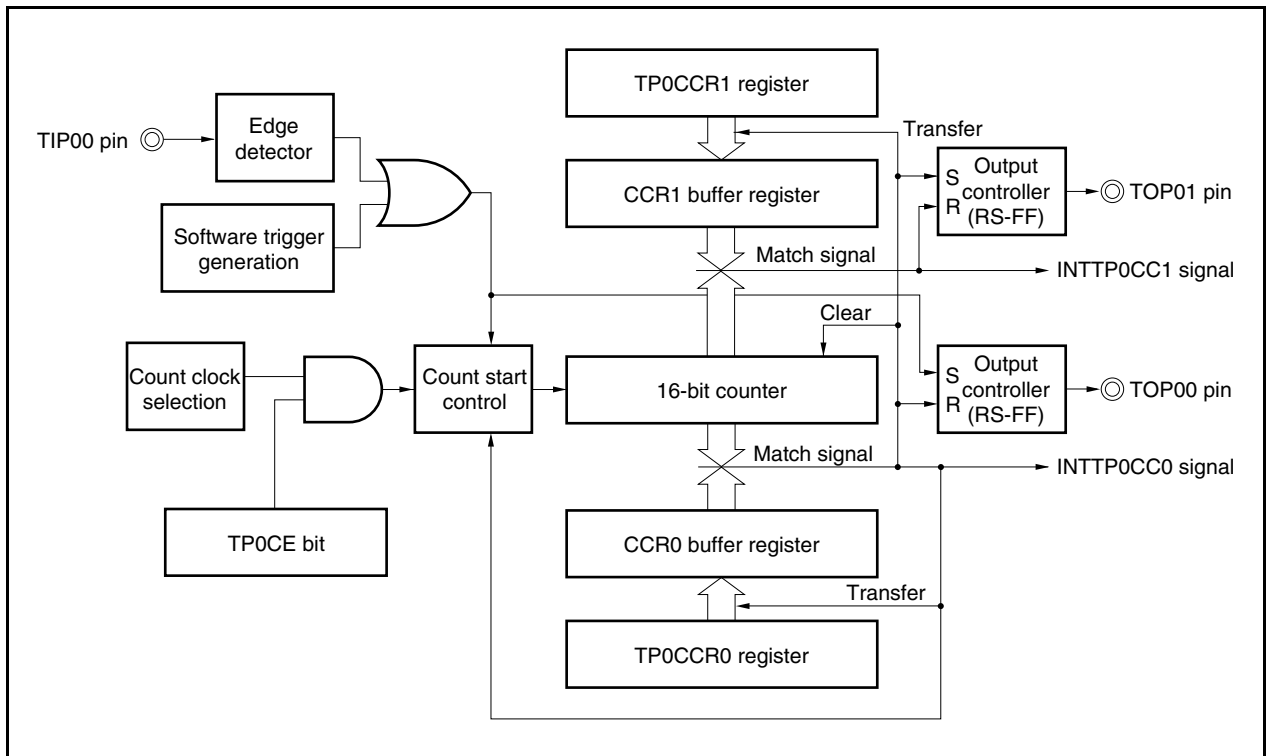 TP0CCR1 register
TIP00 pin
Edge
detector
Transfer
Software trigger
generation
CCR1 buffer register
S
R
Output
controller
(RS-FF)
TOP01 pin
Match signal
INTTP0CC1 signal
Clear
Count clock
selection
Count start
control
16-bit counter
S
R
Output
controller
(RS-FF)
TOP00 pin
Match signal
INTTP0CC0 signal
TP0CE bit
CCR0 buffer register
Transfer
TP0CCR0 register